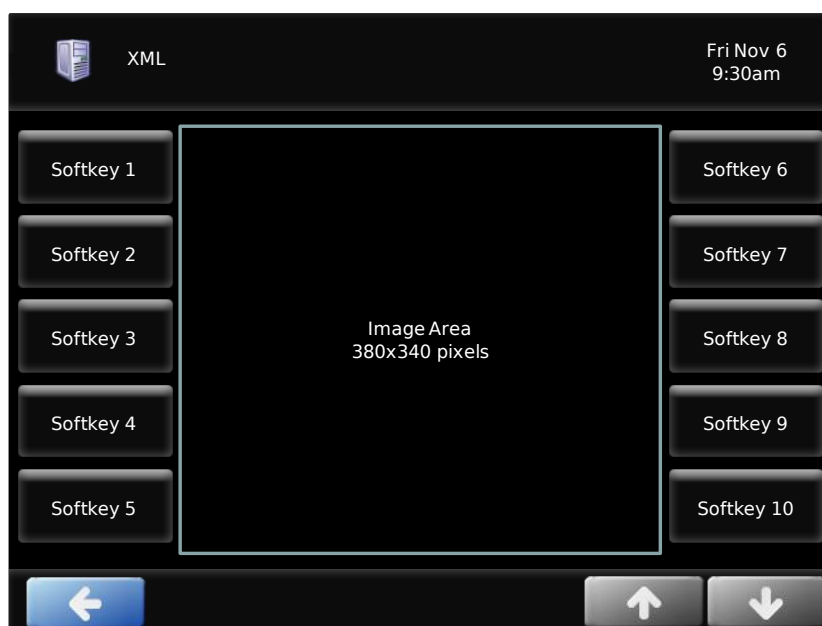 XML
Fri Nov 6
9:30am
Softkey 1
Softkey 2
Softkey 3
Softkey 4
Softkey 5
Image Area
380x340 pixels
Softkey 6
Softkey 7
Softkey 8
Softkey 9
Softkey 10